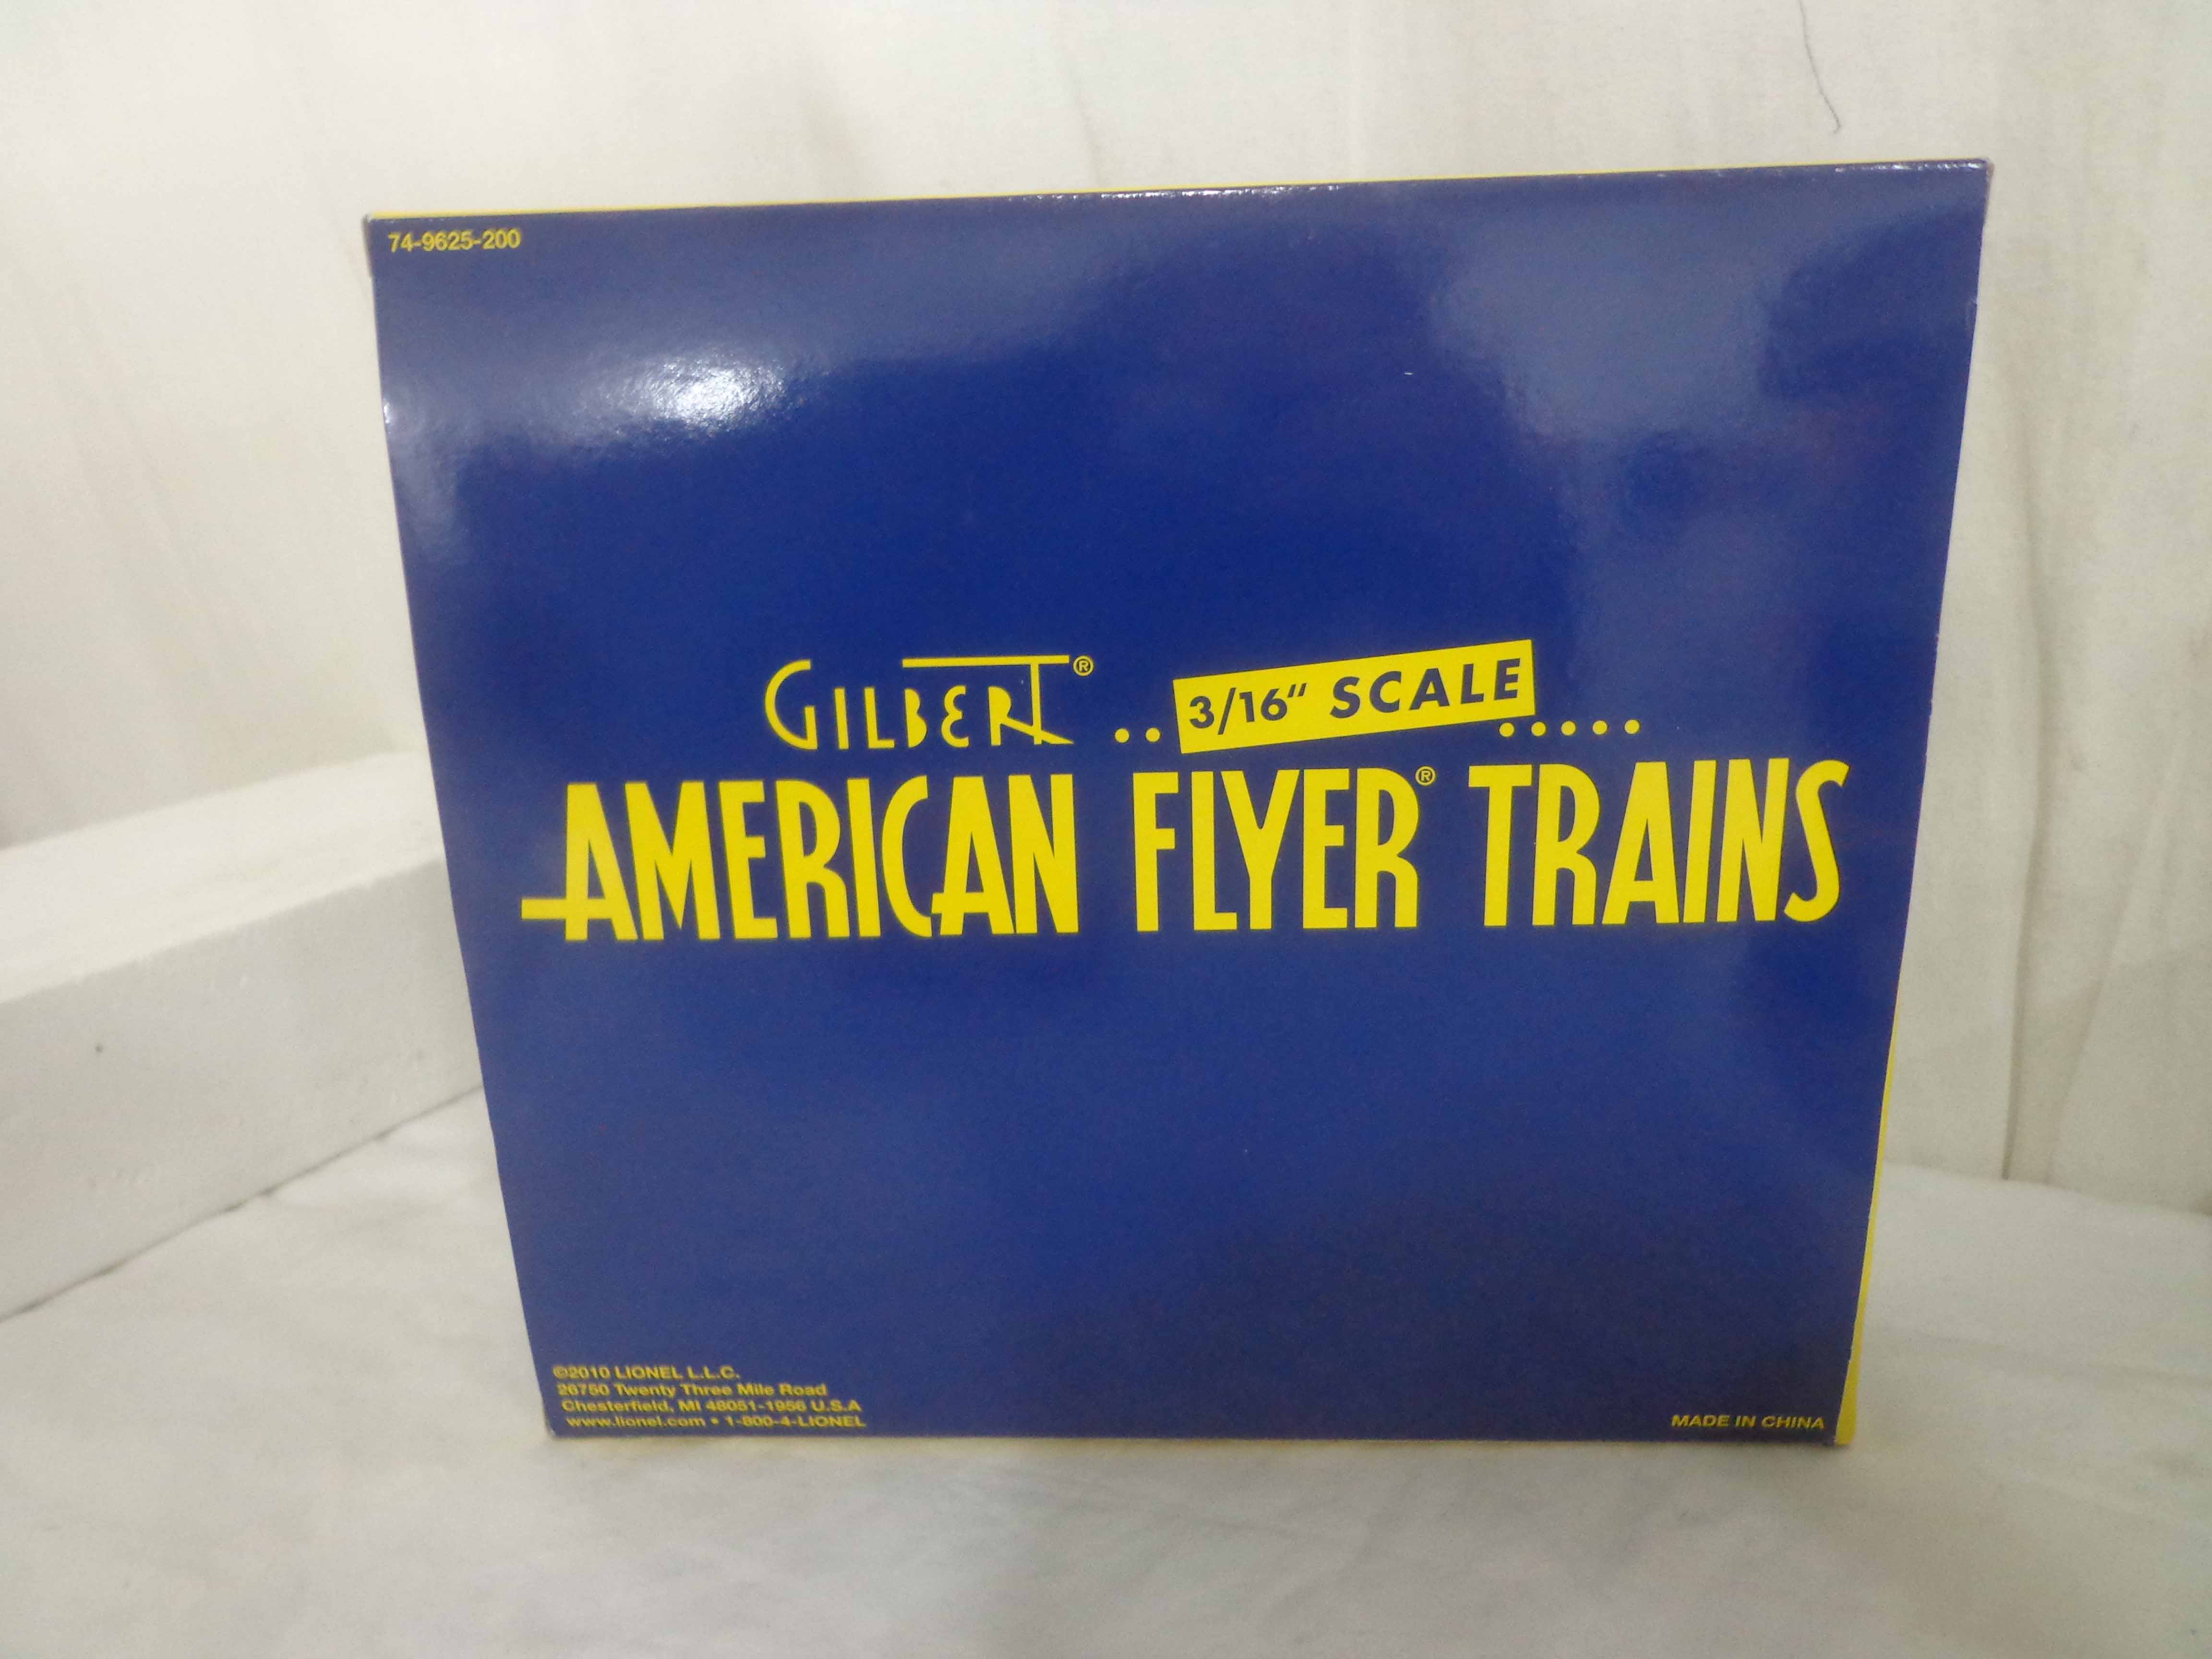 74-9625-200
GILBERT® .. 3/16" SCALE .....
AMERICAN FLYER® TRAINS
©2010 LIONEL L.L.C.
26750 Twenty Three Mile Road
Chesterfield, MI 48051-1956 U.S.A
www.lionel.com • 1-800-4-LIONEL
MADE IN CHINA